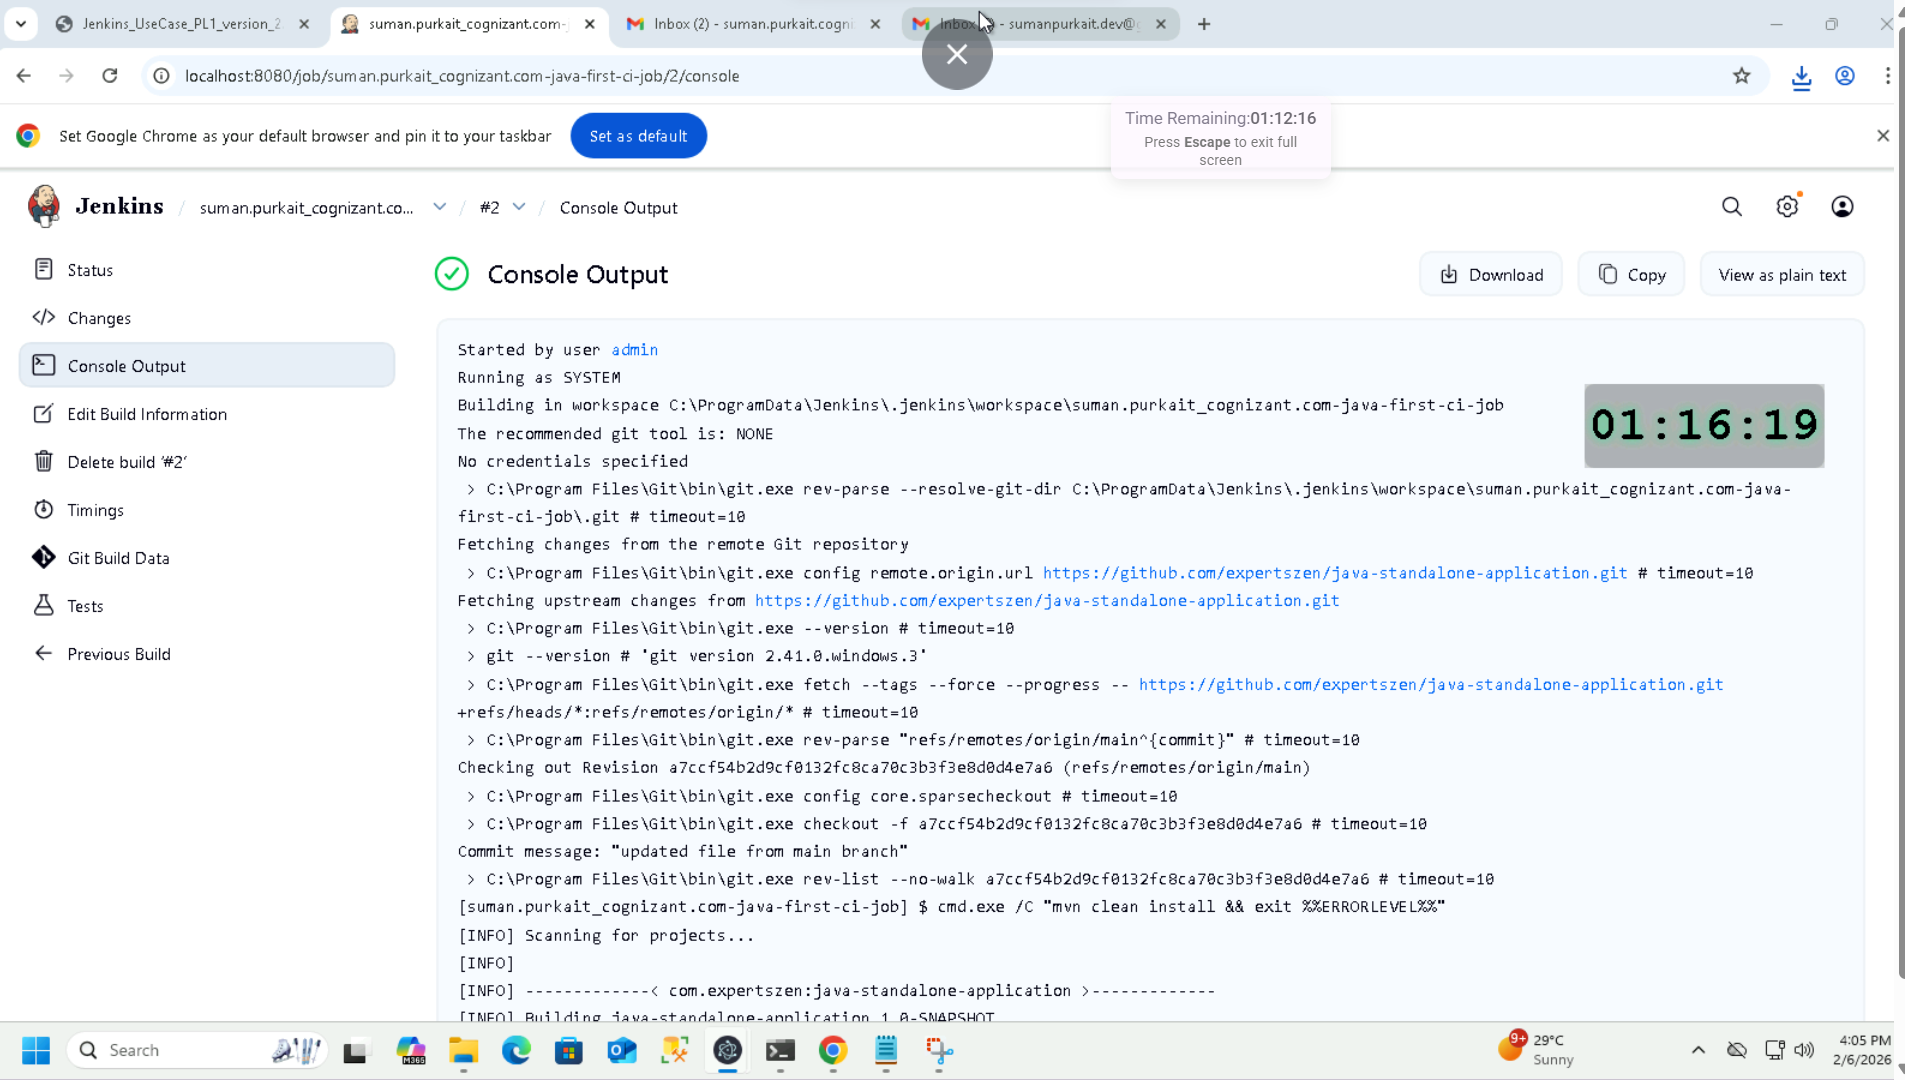 Jenkins_UseCase_PL1_version_2
suman.purkait_cognizant.com-
Inbox (2) - suman.purkait.cogni
Inbox - sumanpurkait.dev@g
localhost:8080/job/suman.purkait_cognizant.com-java-first-ci-job/2/console
Set Google Chrome as your default browser and pin it to your taskbar
Set as default
Time Remaining:01:12:16
Press Escape to exit full
screen
Jenkins / suman.purkait_cognizant.co... / #2 / Console Output
Status
Changes
Console Output
Edit Build Information
Delete build '#2'
Timings
Git Build Data
Tests
Previous Build
Console Output
Download
Copy
View as plain text
Started by user admin
Running as SYSTEM
Building in workspace C:\ProgramData\Jenkins\.jenkins\workspace\suman.purkait_cognizant.com-java-first-ci-job
The recommended git tool is: NONE
No credentials specified
> C:\Program Files\Git\bin\git.exe rev-parse --resolve-git-dir C:\ProgramData\Jenkins\.jenkins\workspace\suman.purkait_cognizant.com-java-
first-ci-job\.git # timeout=10
Fetching changes from the remote Git repository
> C:\Program Files\Git\bin\git.exe config remote.origin.url https://github.com/expertszen/java-standalone-application.git # timeout=10
Fetching upstream changes from https://github.com/expertszen/java-standalone-application.git
> C:\Program Files\Git\bin\git.exe --version # timeout=10
> git --version # 'git version 2.41.0.windows.3'
> C:\Program Files\Git\bin\git.exe fetch --tags --force --progress -- https://github.com/expertszen/java-standalone-application.git
+refs/heads/*:refs/remotes/origin/* # timeout=10
> C:\Program Files\Git\bin\git.exe rev-parse "refs/remotes/origin/main^{commit}" # timeout=10
Checking out Revision a7ccf54b2d9cf0132fc8ca70c3b3f3e8d0d4e7a6 (refs/remotes/origin/main)
> C:\Program Files\Git\bin\git.exe config core.sparsecheckout # timeout=10
> C:\Program Files\Git\bin\git.exe checkout -f a7ccf54b2d9cf0132fc8ca70c3b3f3e8d0d4e7a6 # timeout=10
Commit message: "updated file from main branch"
> C:\Program Files\Git\bin\git.exe rev-list --no-walk a7ccf54b2d9cf0132fc8ca70c3b3f3e8d0d4e7a6 # timeout=10
[suman.purkait_cognizant.com-java-first-ci-job] $ cmd.exe /C "mvn clean install && exit %%ERRORLEVEL%%"
[INFO] Scanning for projects...
[INFO]
[INFO] -------------< com.expertszen:java-standalone-application >-------------
[INFO] Building java-standalone-application 1.0-SNAPSHOT
01:16:19
Search
M365
9+
29°C
Sunny
4:05 PM
2/6/2026